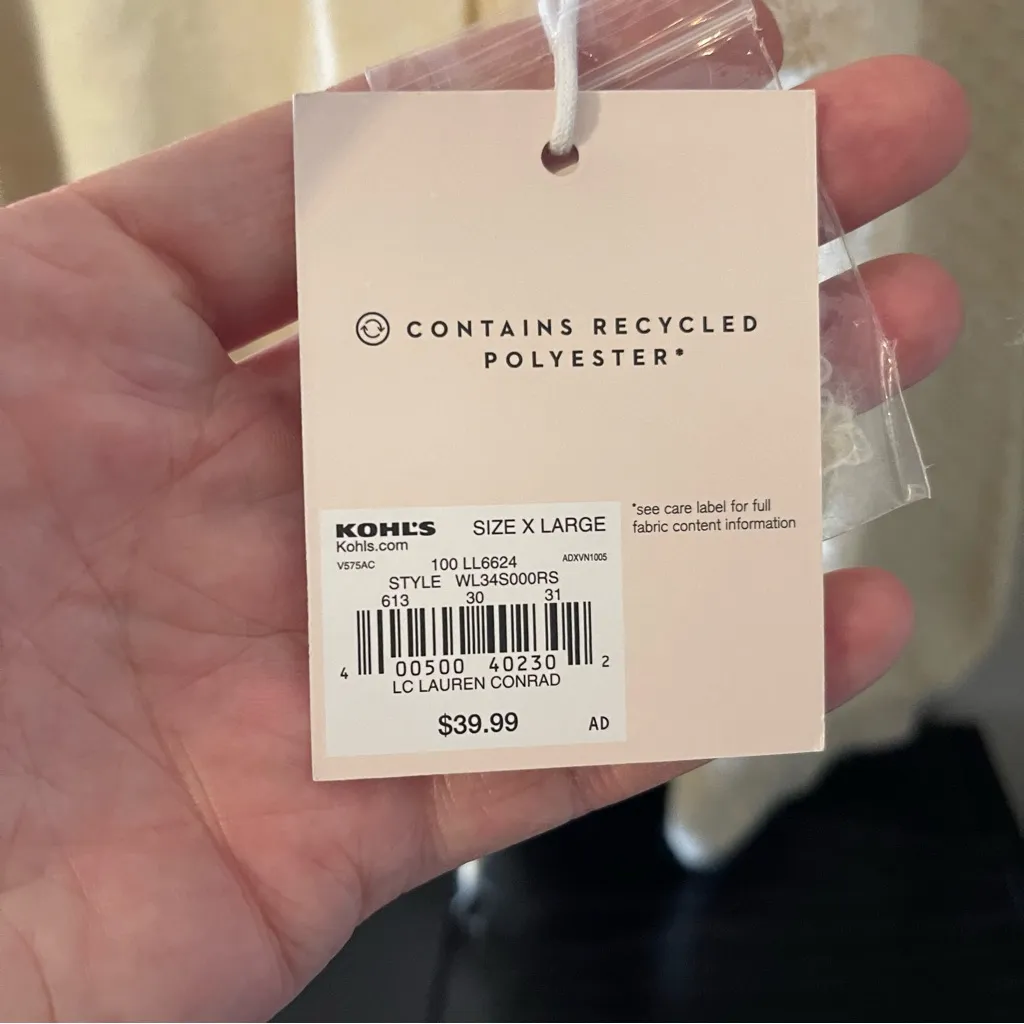 CONTAINS RECYCLED
POLYESTER*
*see care label for full
fabric content information
KOHL'S SIZE X LARGE
Kohls.com
V575AC 100 LL6624 ADXVN1005
STYLE WL34S000RS
613 30 31
4 00500 40230 2
LC LAUREN CONRAD
$39.99 AD